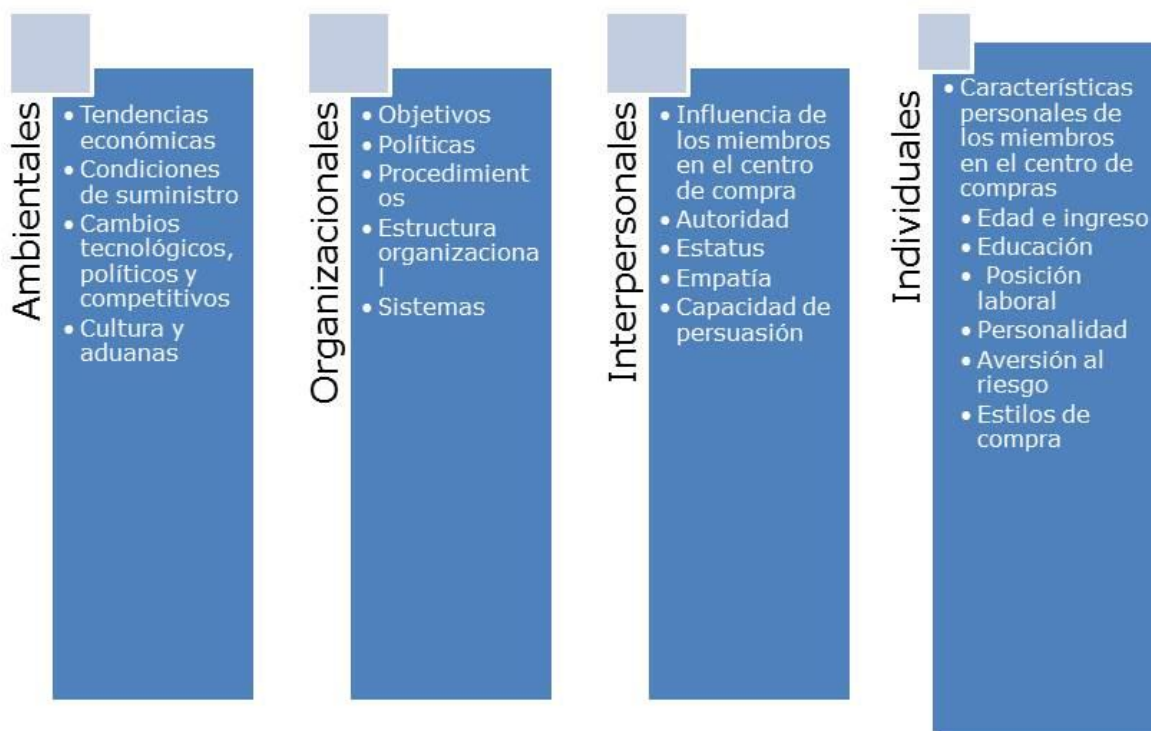 Ambientales
• Tendencias
económicas
• Condiciones
de suministro
• Cambios
tecnológicos,
políticos y
competitivos
• Cultura y
aduanas
Organizacionales
• Objetivos
• Políticas
• Procedimient
os
• Estructura
organizaciona
l
• Sistemas
Interpersonales
• Influencia de
los miembros
en el centro
de compra
• Autoridad
• Estatus
• Empatía
• Capacidad de
persuasión
Individuales
• Características
personales de
los miembros
en el centro de
compras
• Edad e ingreso
• Educación
• Posición
laboral
• Personalidad
• Aversión al
riesgo
• Estilos de
compra